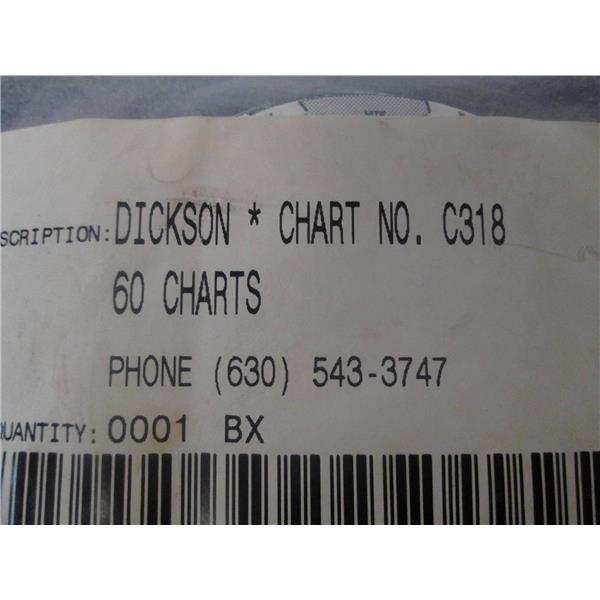 SCRIPTION: DICKSON * CHART NO. C318
60 CHARTS
PHONE (630) 543-3747
UANTITY: 0001 BX